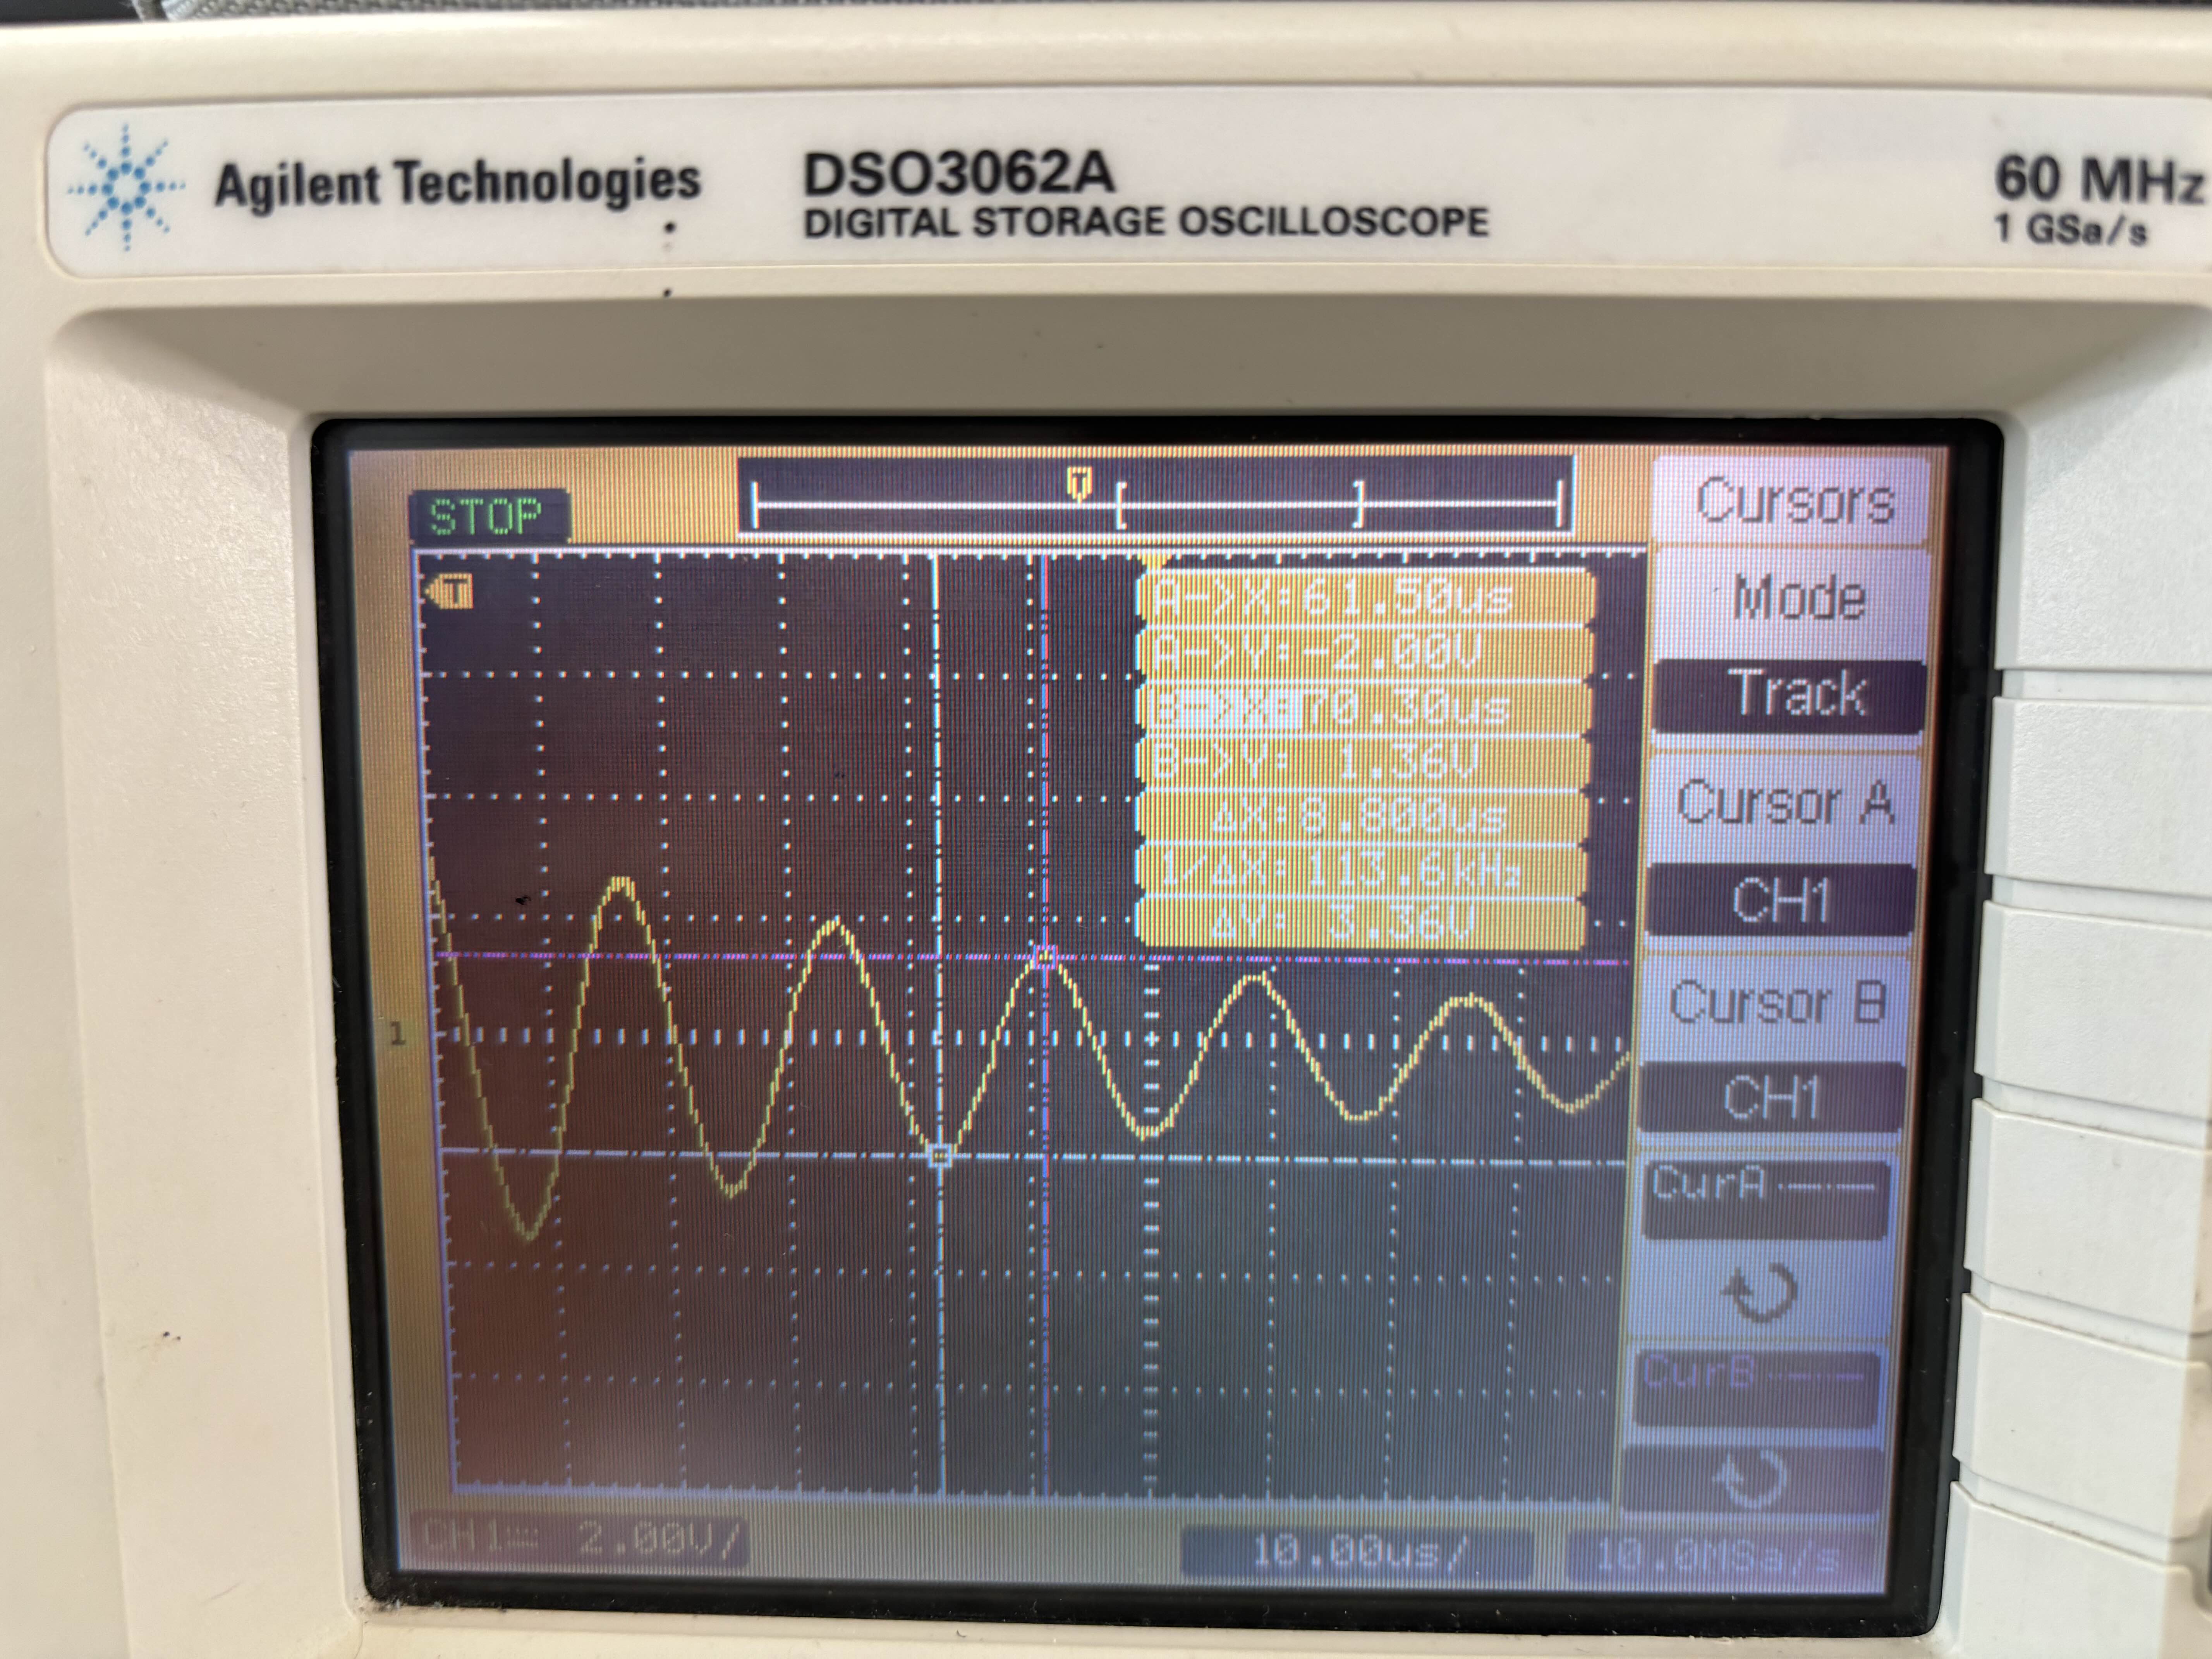 Agilent Technologies
DSO3062A
DIGITAL STORAGE OSCILLOSCOPE
60 MHz
1 GSa/s
T
STOP
T
A->X:61.50us
A->Y:-2.00V
B->X:70.30us
B->Y: 1.36V
ΔX:8.800us
1/ΔX:113.6kHz
ΔY: 3.36V
1
Cursors
Mode
Track
Cursor A
CH1
Cursor B
CH1
CurA
CurB
CH1 2.00V/
10.00us/
10.0MSa/s